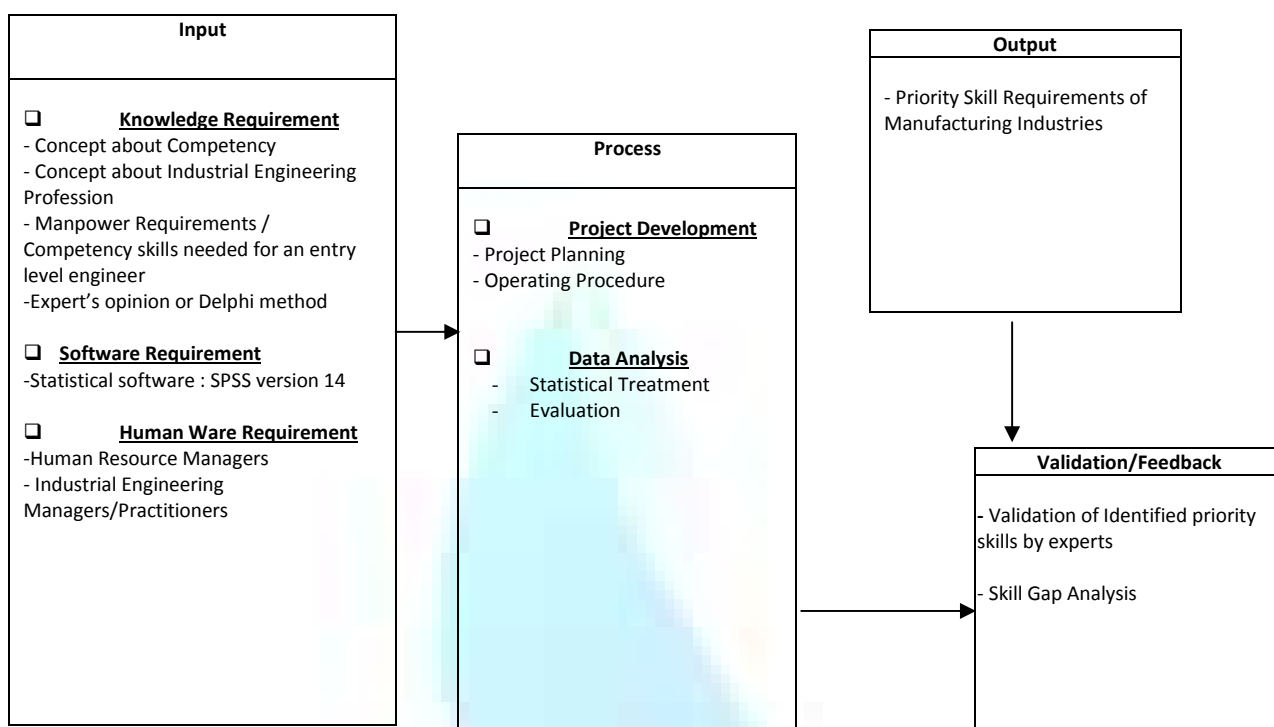 Input
❑ Knowledge Requirement
- Concept about Competency
- Concept about Industrial Engineering
Profession
- Manpower Requirements /
Competency skills needed for an entry
level engineer
-Expert’s opinion or Delphi method
❑ Software Requirement
-Statistical software : SPSS version 14
❑ Human Ware Requirement
-Human Resource Managers
- Industrial Engineering
Managers/Practitioners
Process
❑ Project Development
- Project Planning
- Operating Procedure
❑ Data Analysis
- Statistical Treatment
- Evaluation
Output
- Priority Skill Requirements of
Manufacturing Industries
Validation/Feedback
- Validation of Identified priority
skills by experts
- Skill Gap Analysis